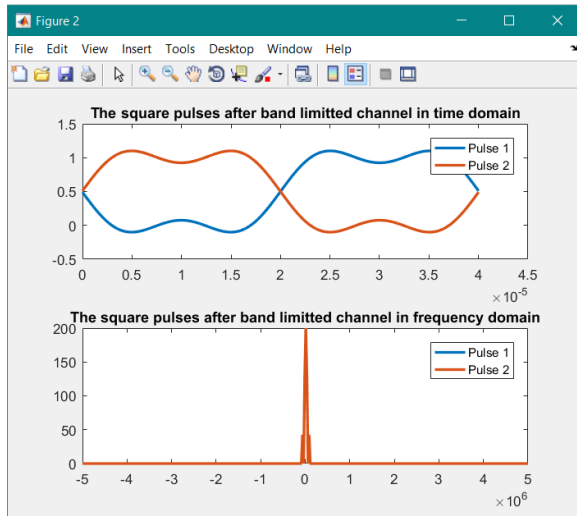 Figure 2
File Edit View Insert Tools Desktop Window Help
The square pulses after band limitted channel in time domain
1.5
1
0.5
0
-0.5
Pulse 1
Pulse 2
0 0.5 1 1.5 2 2.5 3 3.5 4 4.5
×10-5
The square pulses after band limitted channel in frequency domain
200
150
100
50
0
Pulse 1
Pulse 2
-5 -4 -3 -2 -1 0 1 2 3 4 5
×106